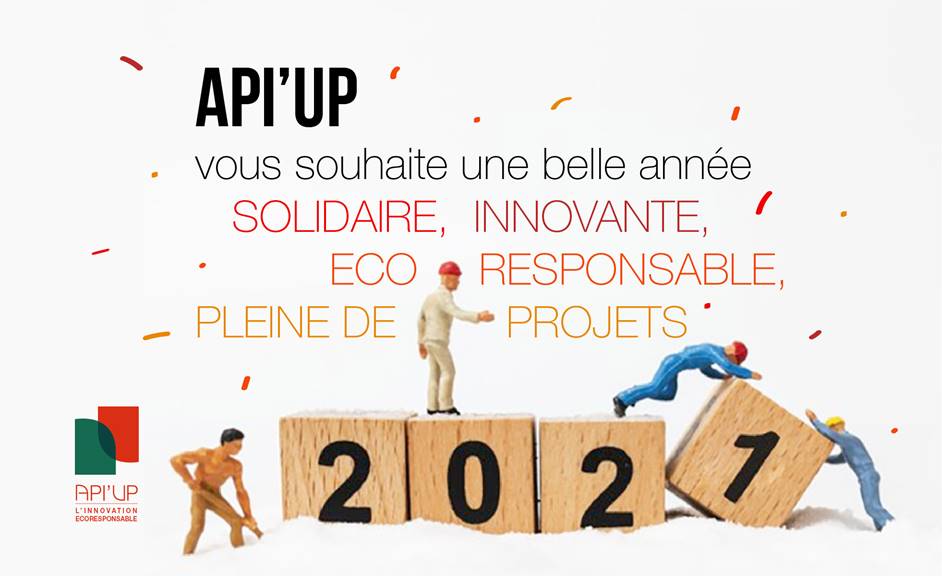 API'UP
vous souhaite une belle année
SOLIDAIRE, INNOVANTE,
ECO RESPONSABLE,
PLEINE DE PROJETS
2021
API'UP
L'INNOVATION
ECORESPONSABLE